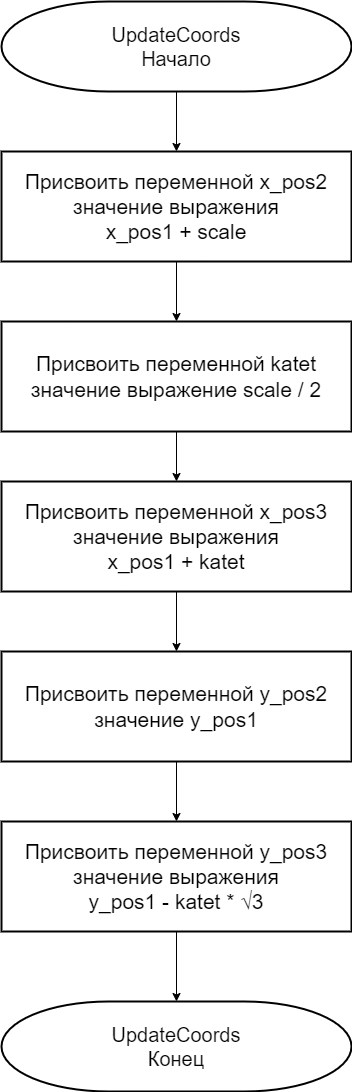 UpdateCoords
Начало
Присвоить переменной x_pos2
значение выражения
x_pos1 + scale
Присвоить переменной katet
значение выражение scale / 2
Присвоить переменной x_pos3
значение выражения
x_pos1 + katet
Присвоить переменной y_pos2
значение y_pos1
Присвоить переменной y_pos3
значение выражения
y_pos1 - katet * √3
UpdateCoords
Конец